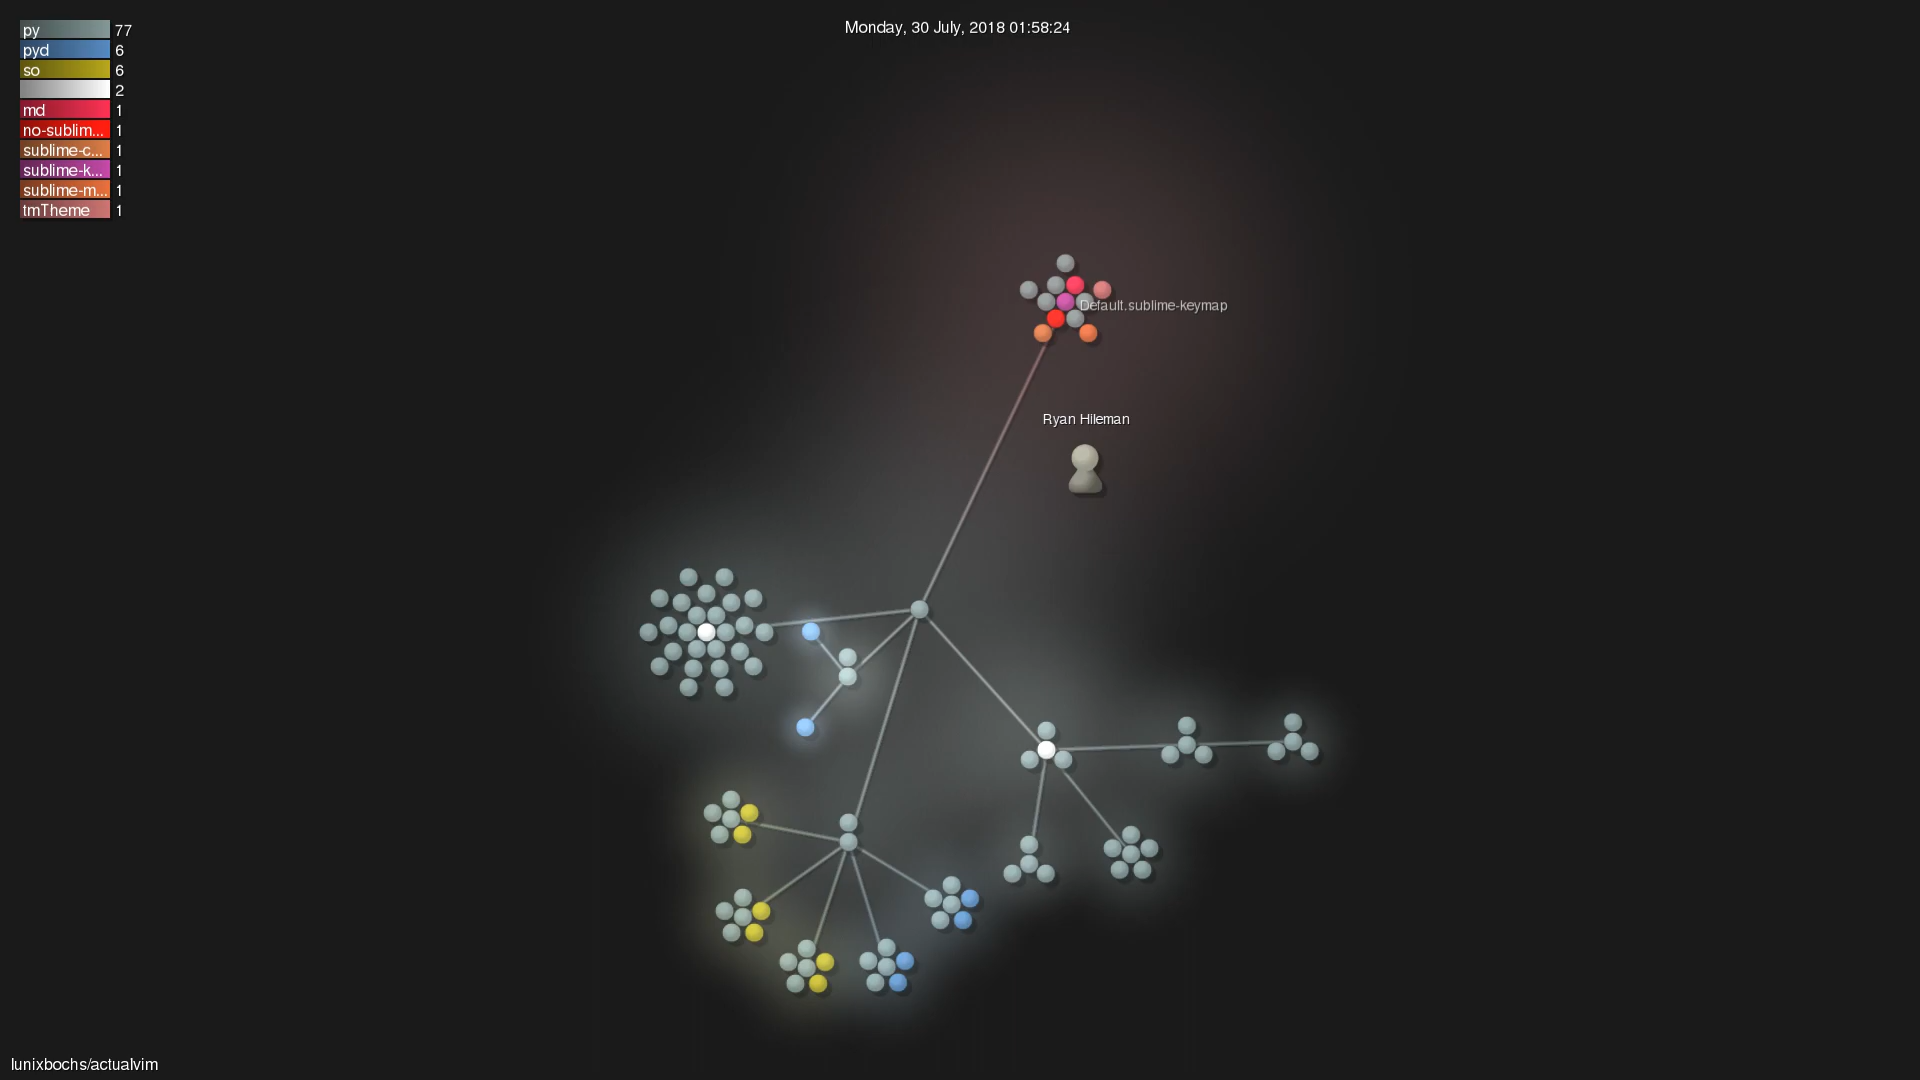 Monday, 30 July, 2018 01:58:24
py 77
pyd 6
so 6
2
md 1
no-sublim... 1
sublime-c... 1
sublime-k... 1
sublime-m... 1
tmTheme 1
Default.sublime-keymap
Ryan Hileman
lunixbochs/actualvim